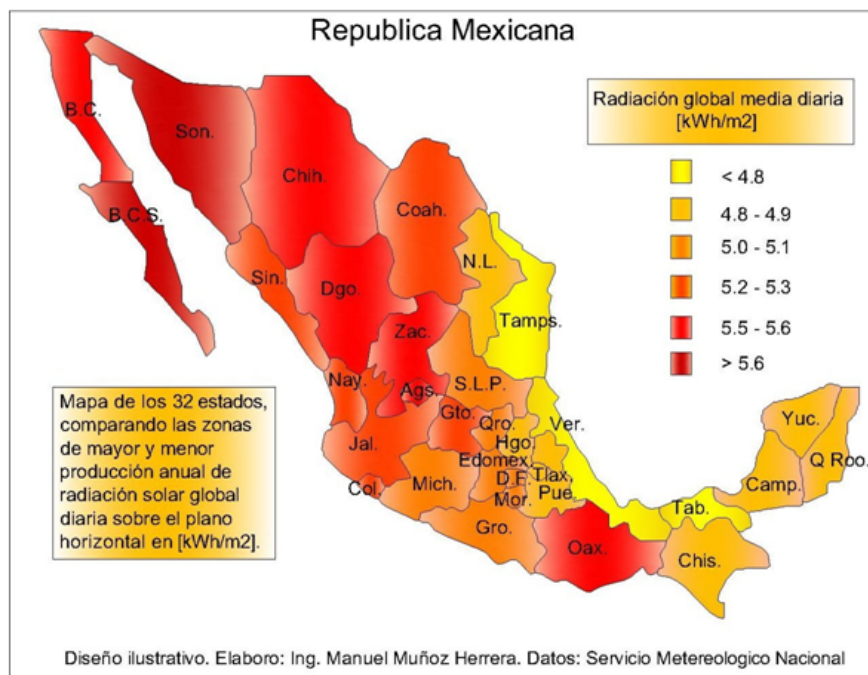 Republica Mexicana
Radiación global media diaria
[kWh/m2]
< 4.8
4.8 - 4.9
5.0 - 5.1
5.2 - 5.3
5.5 - 5.6
> 5.6
B.C.
Son.
Chih.
B.C.S.
Coah.
Sin.
N.L.
Dgo.
Tamps.
Zac.
Nay.
Ags.
S.L.P.
Gto.
Qro.
Ver.
Yuc.
Hgo.
Jal.
Edomex.
Q Roo.
Col.
Mich.
D.F.
Tlax.
Camp.
Mor.
Pue.
Tab.
Gro.
Oax.
Chis.
Mapa de los 32 estados,
comparando las zonas
de mayor y menor
producción anual de
radiación solar global
diaria sobre el plano
horizontal en [kWh/m2].
Diseño ilustrativo. Elaboro: Ing. Manuel Muñoz Herrera. Datos: Servicio Metereologico Nacional